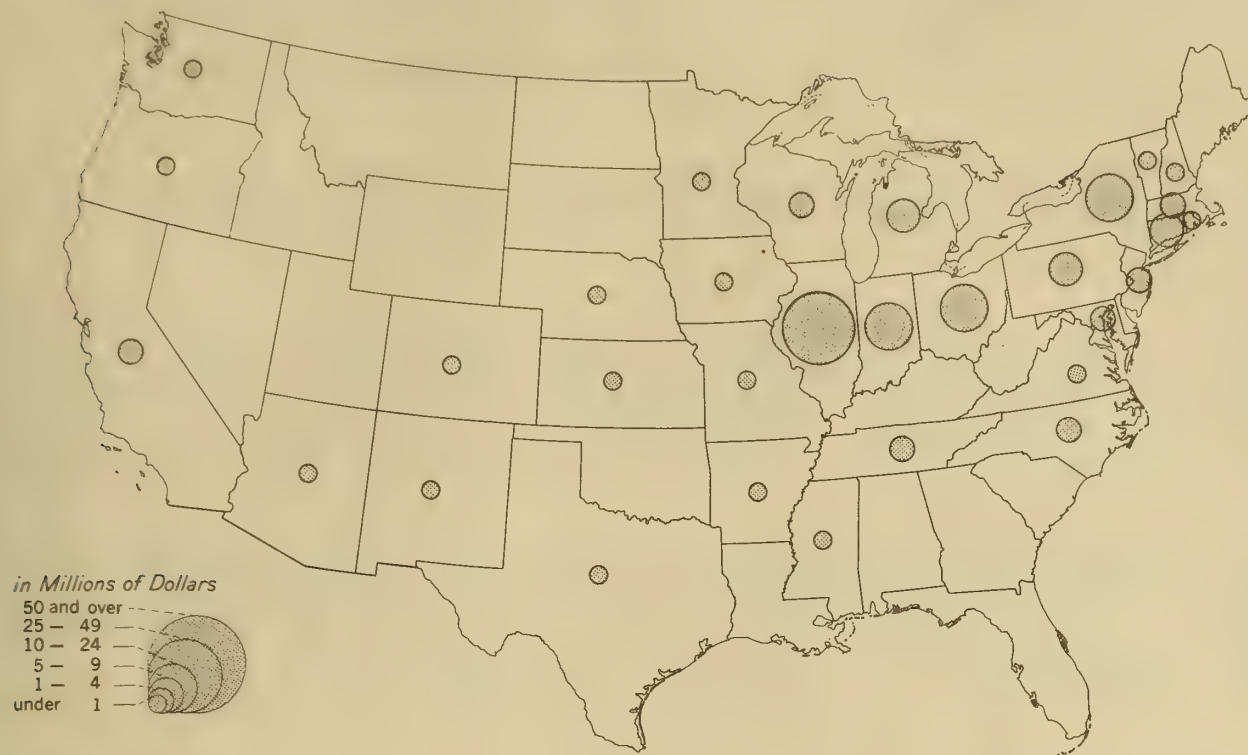 in Millions of Dollars
50 and over
25 – 49
10 – 24
5 – 9
1 – 4
under 1